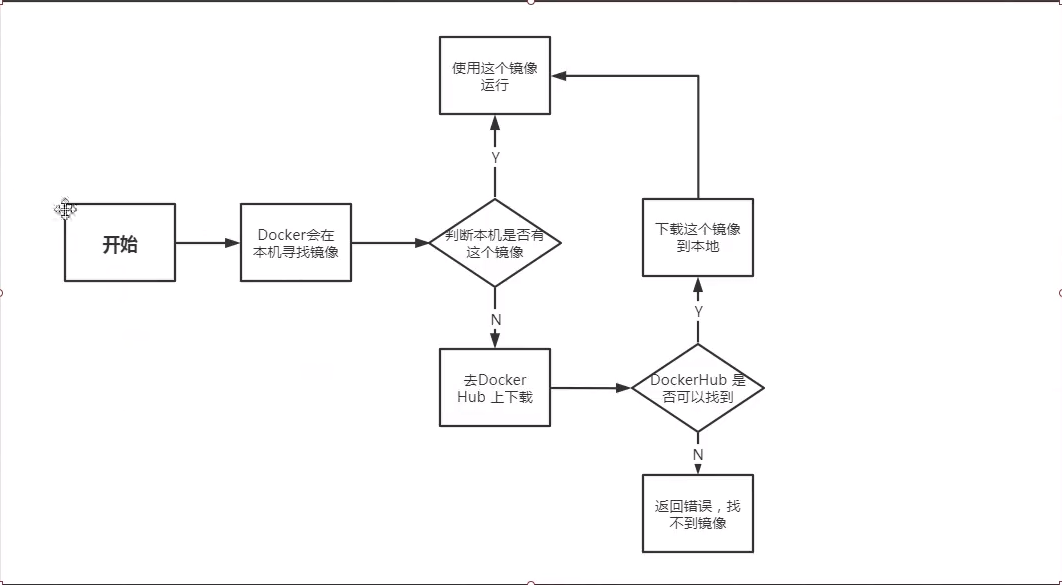 使用这个镜像
运行
Y
开始
Docker会在
本机寻找镜像
判断本机是否有
这个镜像
下载这个镜像
到本地
N
Y
去Docker
Hub 上下载
DockerHub 是
否可以找到
N
返回错误，找
不到镜像